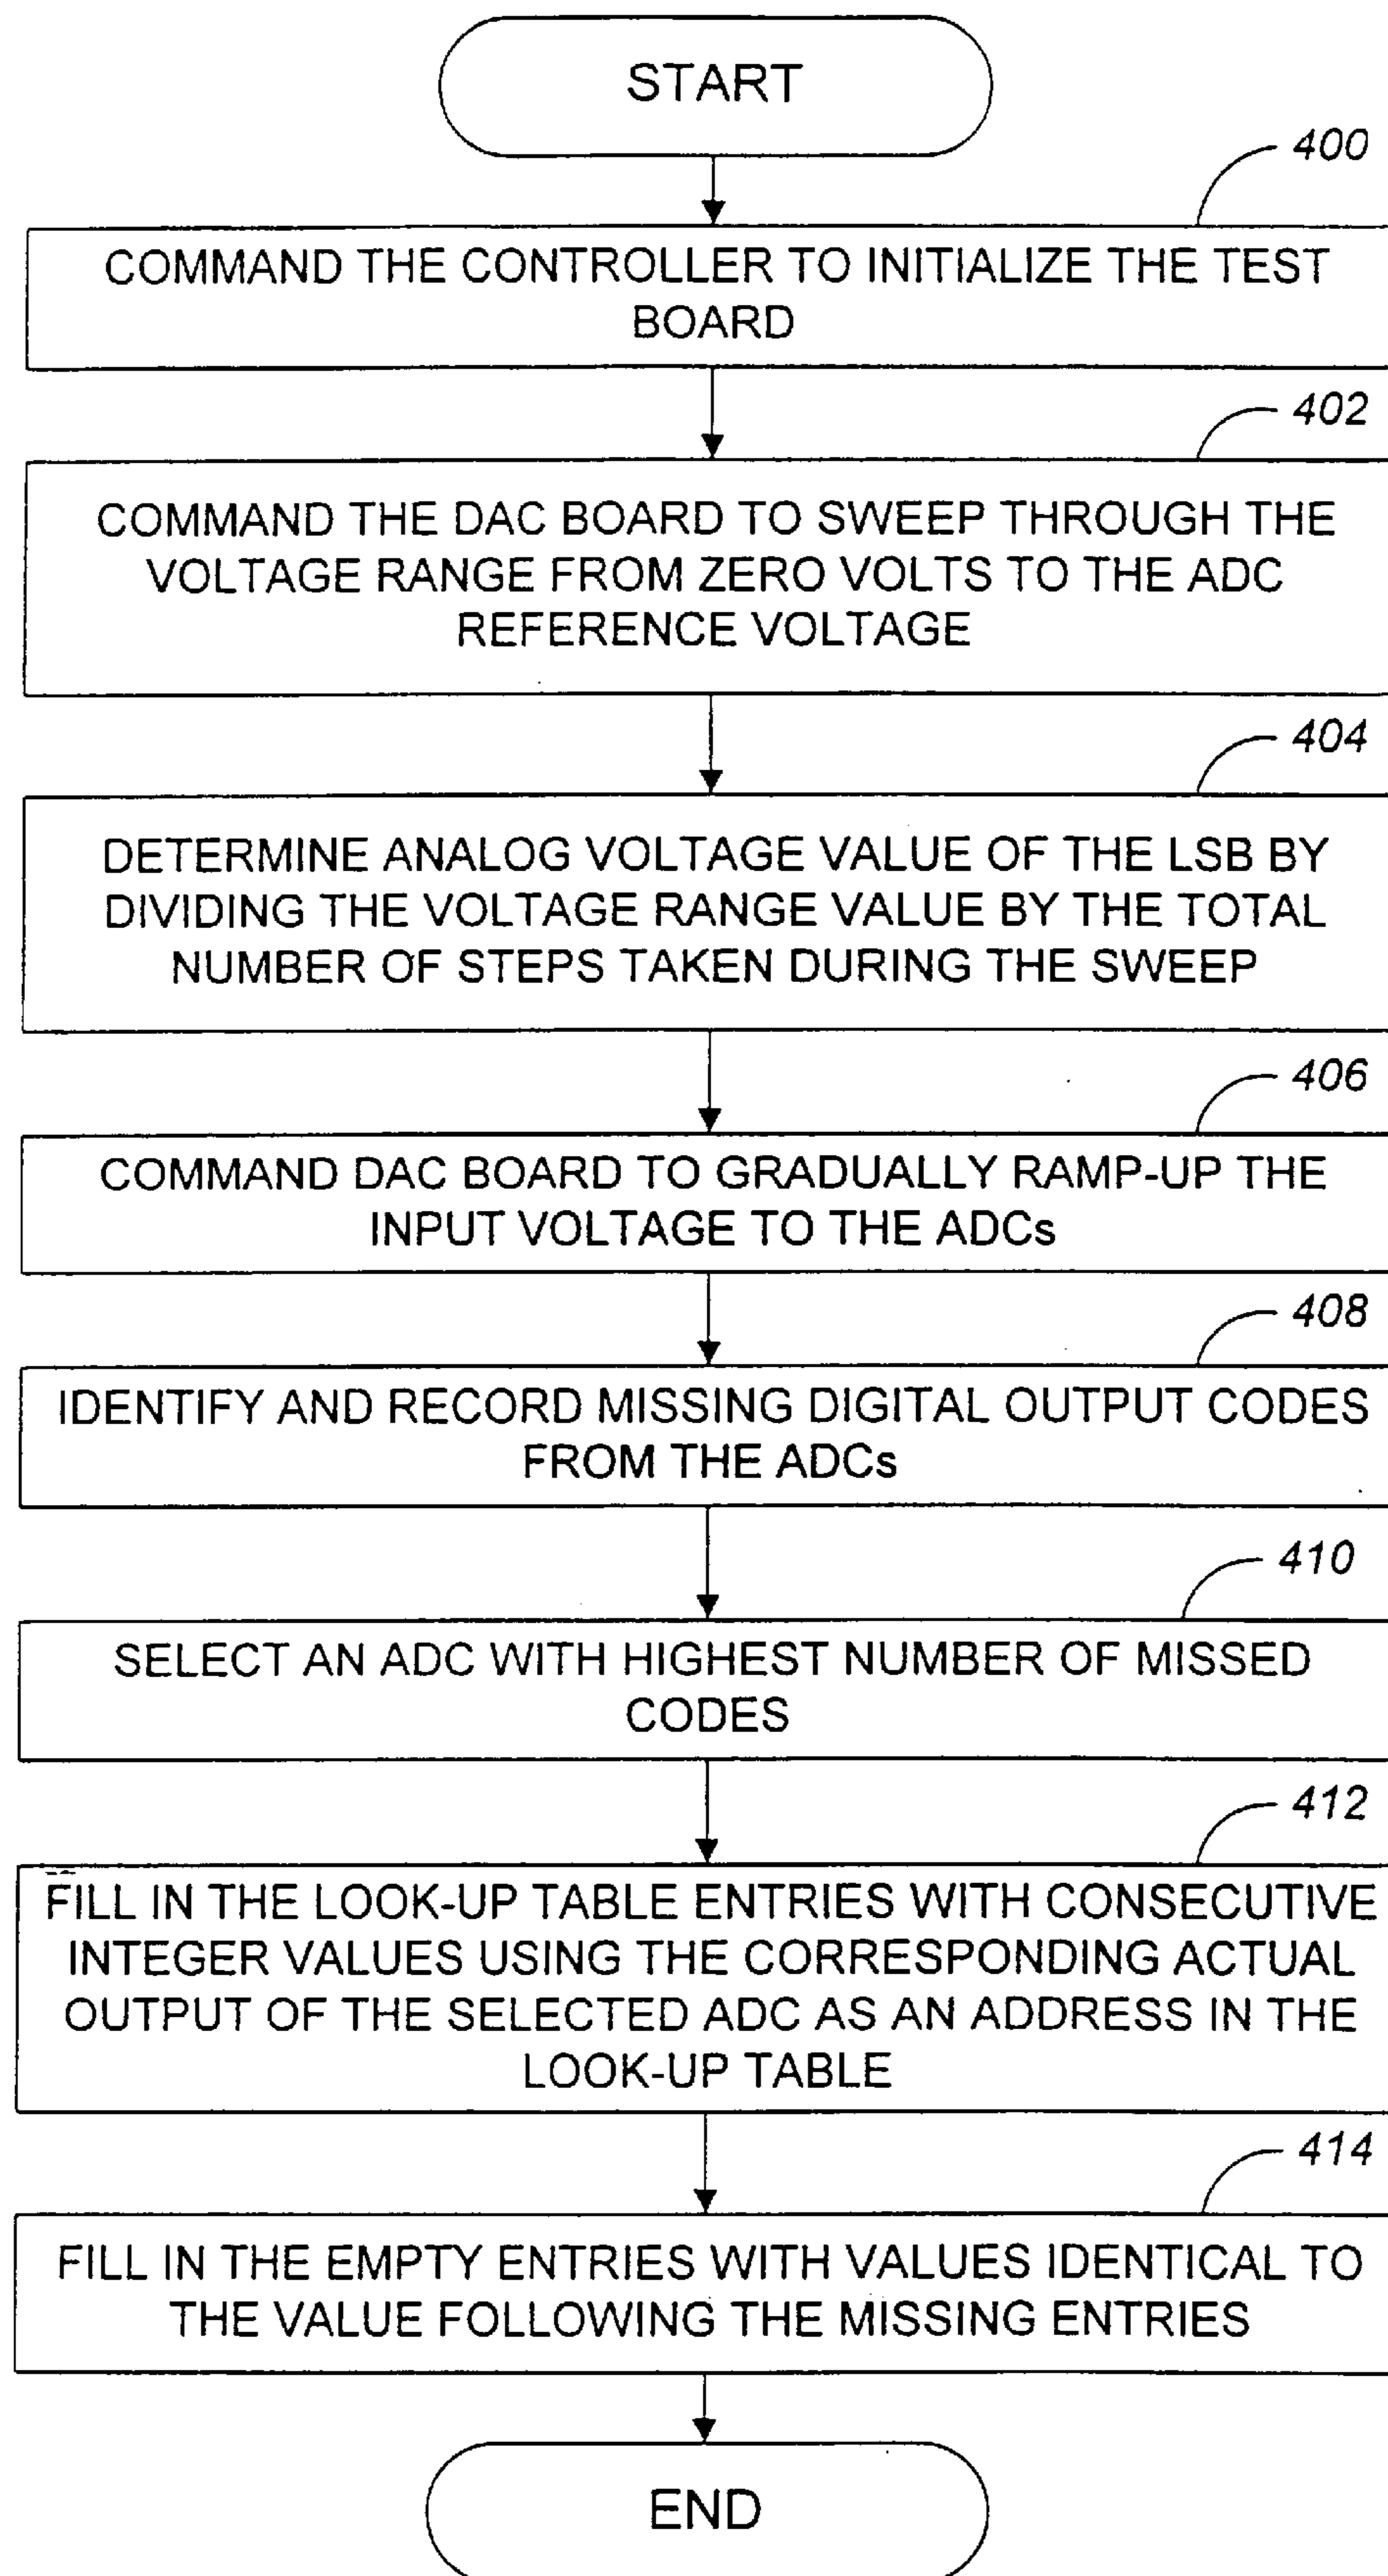 START
400
COMMAND THE CONTROLLER TO INITIALIZE THE TEST
BOARD
402
COMMAND THE DAC BOARD TO SWEEP THROUGH THE
VOLTAGE RANGE FROM ZERO VOLTS TO THE ADC
REFERENCE VOLTAGE
404
DETERMINE ANALOG VOLTAGE VALUE OF THE LSB BY
DIVIDING THE VOLTAGE RANGE VALUE BY THE TOTAL
NUMBER OF STEPS TAKEN DURING THE SWEEP
406
COMMAND DAC BOARD TO GRADUALLY RAMP-UP THE
INPUT VOLTAGE TO THE ADCs
408
IDENTIFY AND RECORD MISSING DIGITAL OUTPUT CODES
FROM THE ADCs
410
SELECT AN ADC WITH HIGHEST NUMBER OF MISSED
CODES
412
FILL IN THE LOOK-UP TABLE ENTRIES WITH CONSECUTIVE
INTEGER VALUES USING THE CORRESPONDING ACTUAL
OUTPUT OF THE SELECTED ADC AS AN ADDRESS IN THE
LOOK-UP TABLE
414
FILL IN THE EMPTY ENTRIES WITH VALUES IDENTICAL TO
THE VALUE FOLLOWING THE MISSING ENTRIES
END